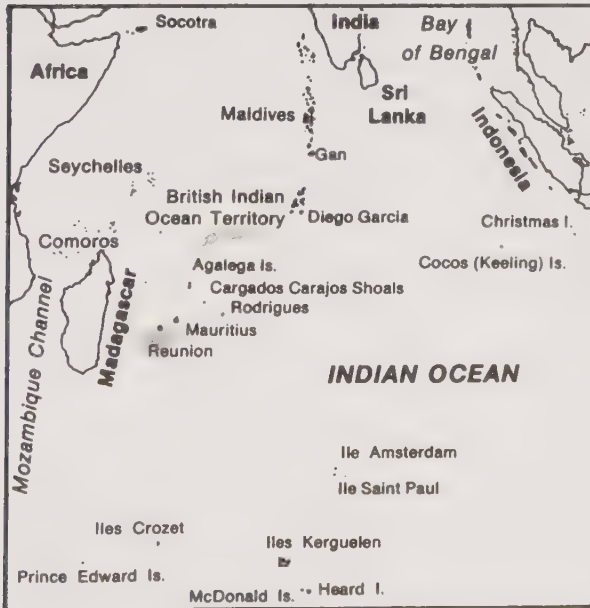 Socotra
India
Bay
of Bengal
Africa
Sri
Lanka
Maldives
Indonesia
Gan
Seychelles
British Indian
Ocean Territory
Diego Garcia
Christmas I.
Comoros
Cocos (Keeling) Is.
Agalega Is.
Cargados Carajos Shoals
Rodrigues
Mauritius
Reunion
Madagascar
Mozambique Channel
INDIAN OCEAN
Ile Amsterdam
Ile Saint Paul
Iles Crozet
Iles Kerguelen
Prince Edward Is.
McDonald Is.
Heard I.